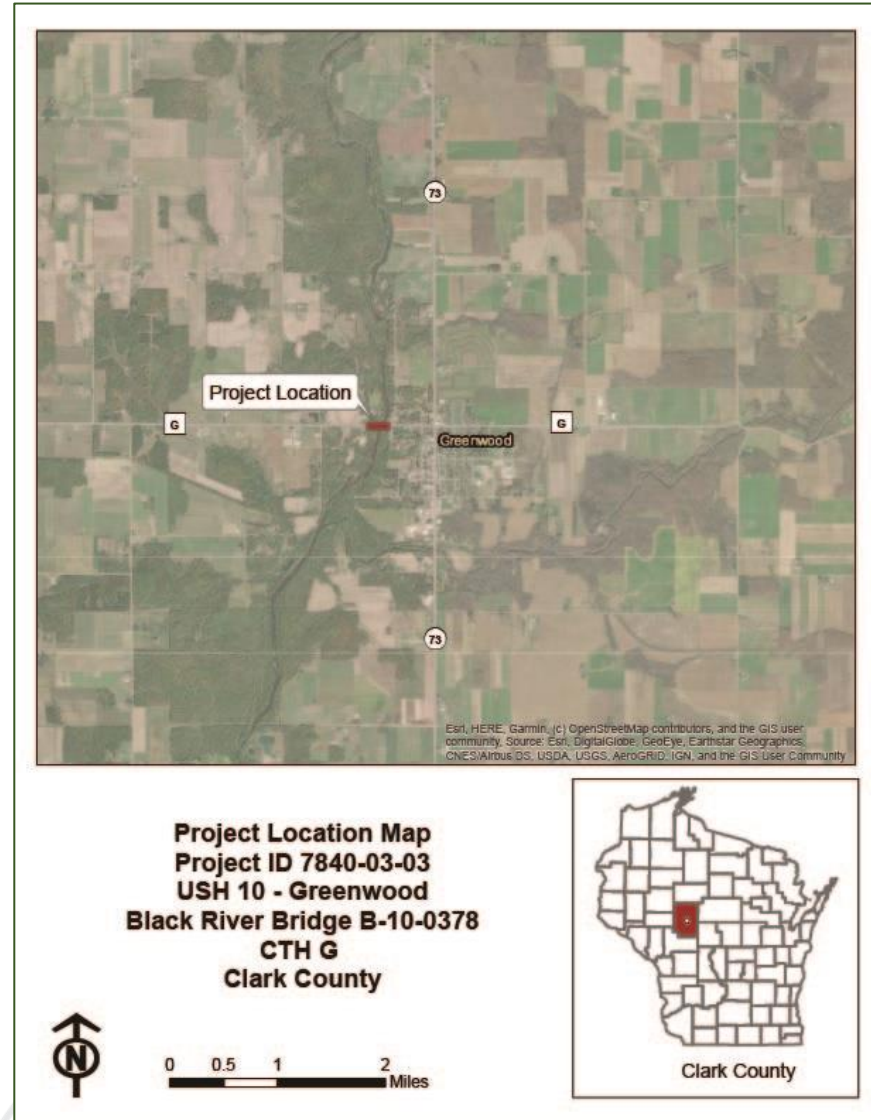 73
Project Location
G
G
Greenwood
73
Esri, HERE, Garmin, (c) OpenStreetMap contributors, and the GIS user
community, Source: Esri, DigitalGlobe, GeoEye, Earthstar Geographics,
CNES/Airbus DS, USDA, USGS, AeroGRID, IGN, and the GIS User Community
Project Location Map
Project ID 7840-03-03
USH 10 - Greenwood
Black River Bridge B-10-0378
CTH G
Clark County
N
0 0.5 1 2
Miles
Clark County